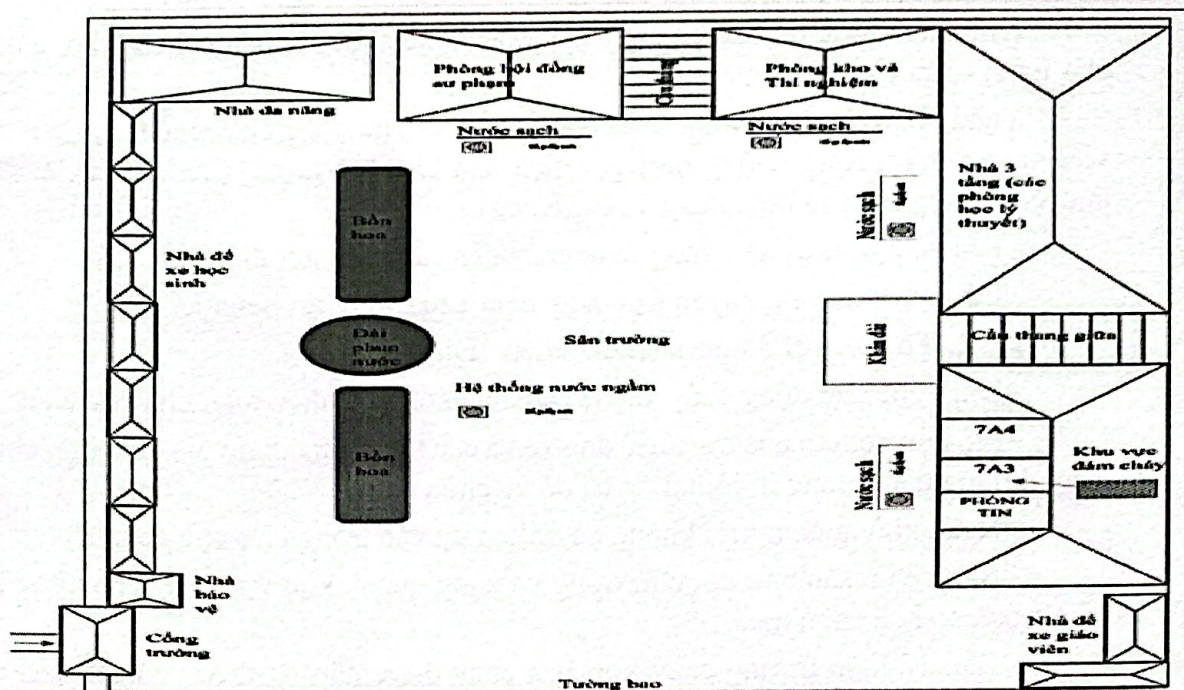 Phòng hội đồng
sư phạm
Cầu thang
Phòng kho và
Thí nghiệm
Nhà đa năng
Nước sạch
Nước sạch
Nhà 3
tầng (các
phòng
học lý
thuyết)
Nước sạch
Bồn
hoa
Nhà để
xe học
sinh
Đài
phun
nước
Sân trường
Khán đài
Cầu thang giữa
Hệ thống nước ngầm
Bồn
hoa
Nước sạch
7A4
7A3
PHÒNG
TIN
Khu vực
đám cháy
Nhà
bảo
vệ
Cổng
trường
Nhà để
xe giáo
viên
Tường bao